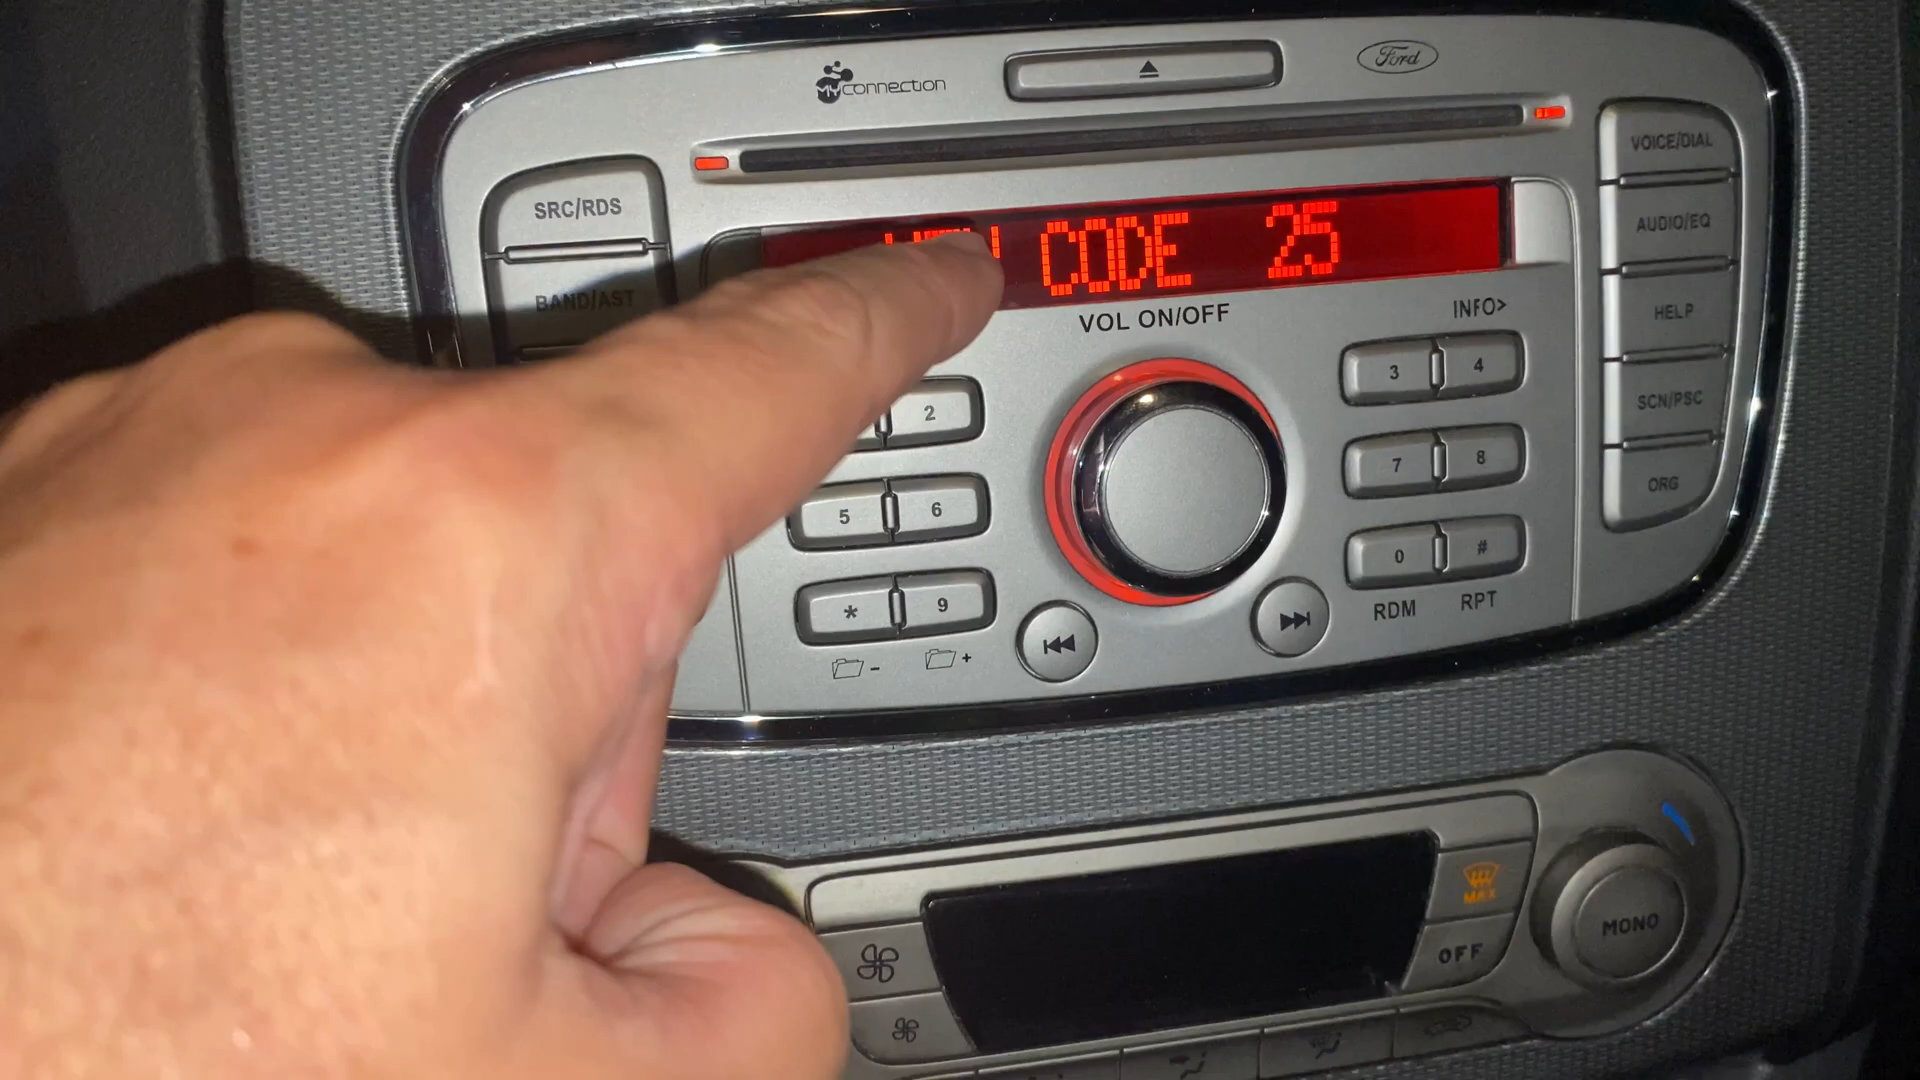 MYconnection
Ford
VOICE/DIAL
SRC/RDS
AUDIO/EQ
CODE 25
BAND/AST
VOL ON/OFF
INFO>
HELP
2
3
4
SCN/PSC
5
6
7
8
ORG
*
9
0
#
RDM
RPT
-
+
MAX
OFF
MONO